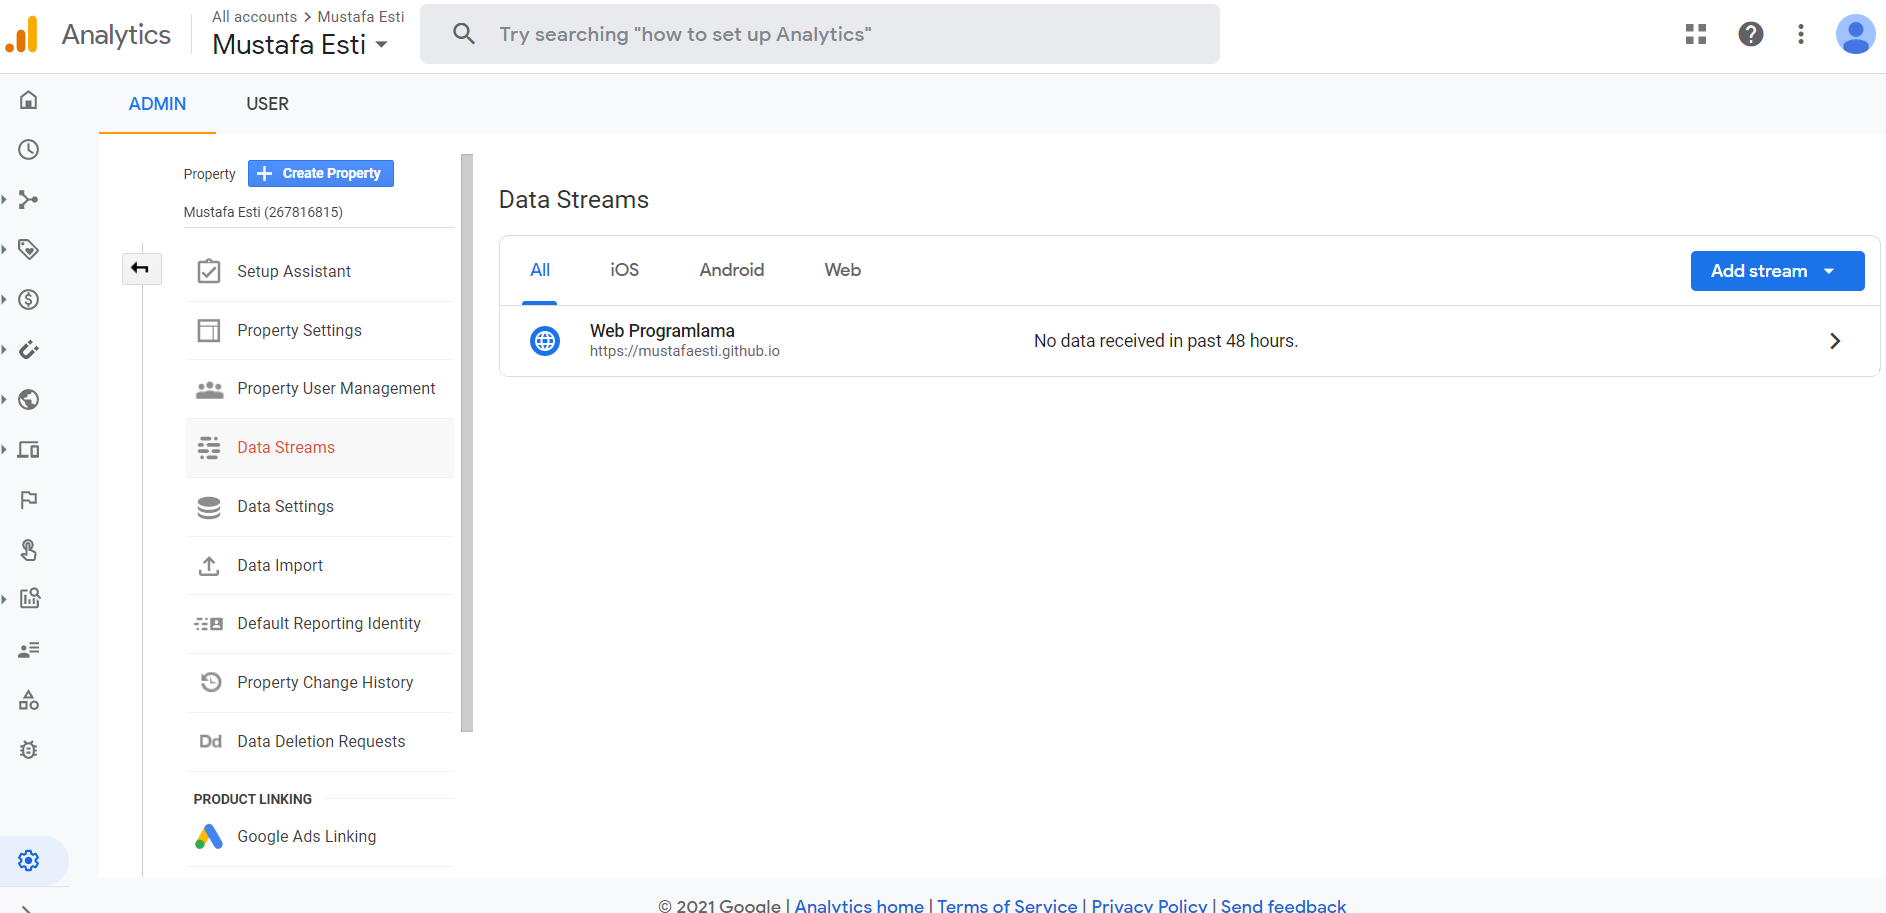 Analytics
All accounts > Mustafa Esti
Mustafa Esti
Try searching "how to set up Analytics"
ADMIN
USER
Property
Create Property
Mustafa Esti (267816815)
Setup Assistant
Property Settings
Property User Management
Data Streams
Data Settings
Data Import
Default Reporting Identity
Property Change History
Dd Data Deletion Requests
PRODUCT LINKING
Google Ads Linking
Data Streams
All iOS Android Web
Add stream
Web Programlama
https://mustafaesti.github.io
No data received in past 48 hours.
© 2021 Google | Analytics home | Terms of Service | Privacy Policy | Send feedback